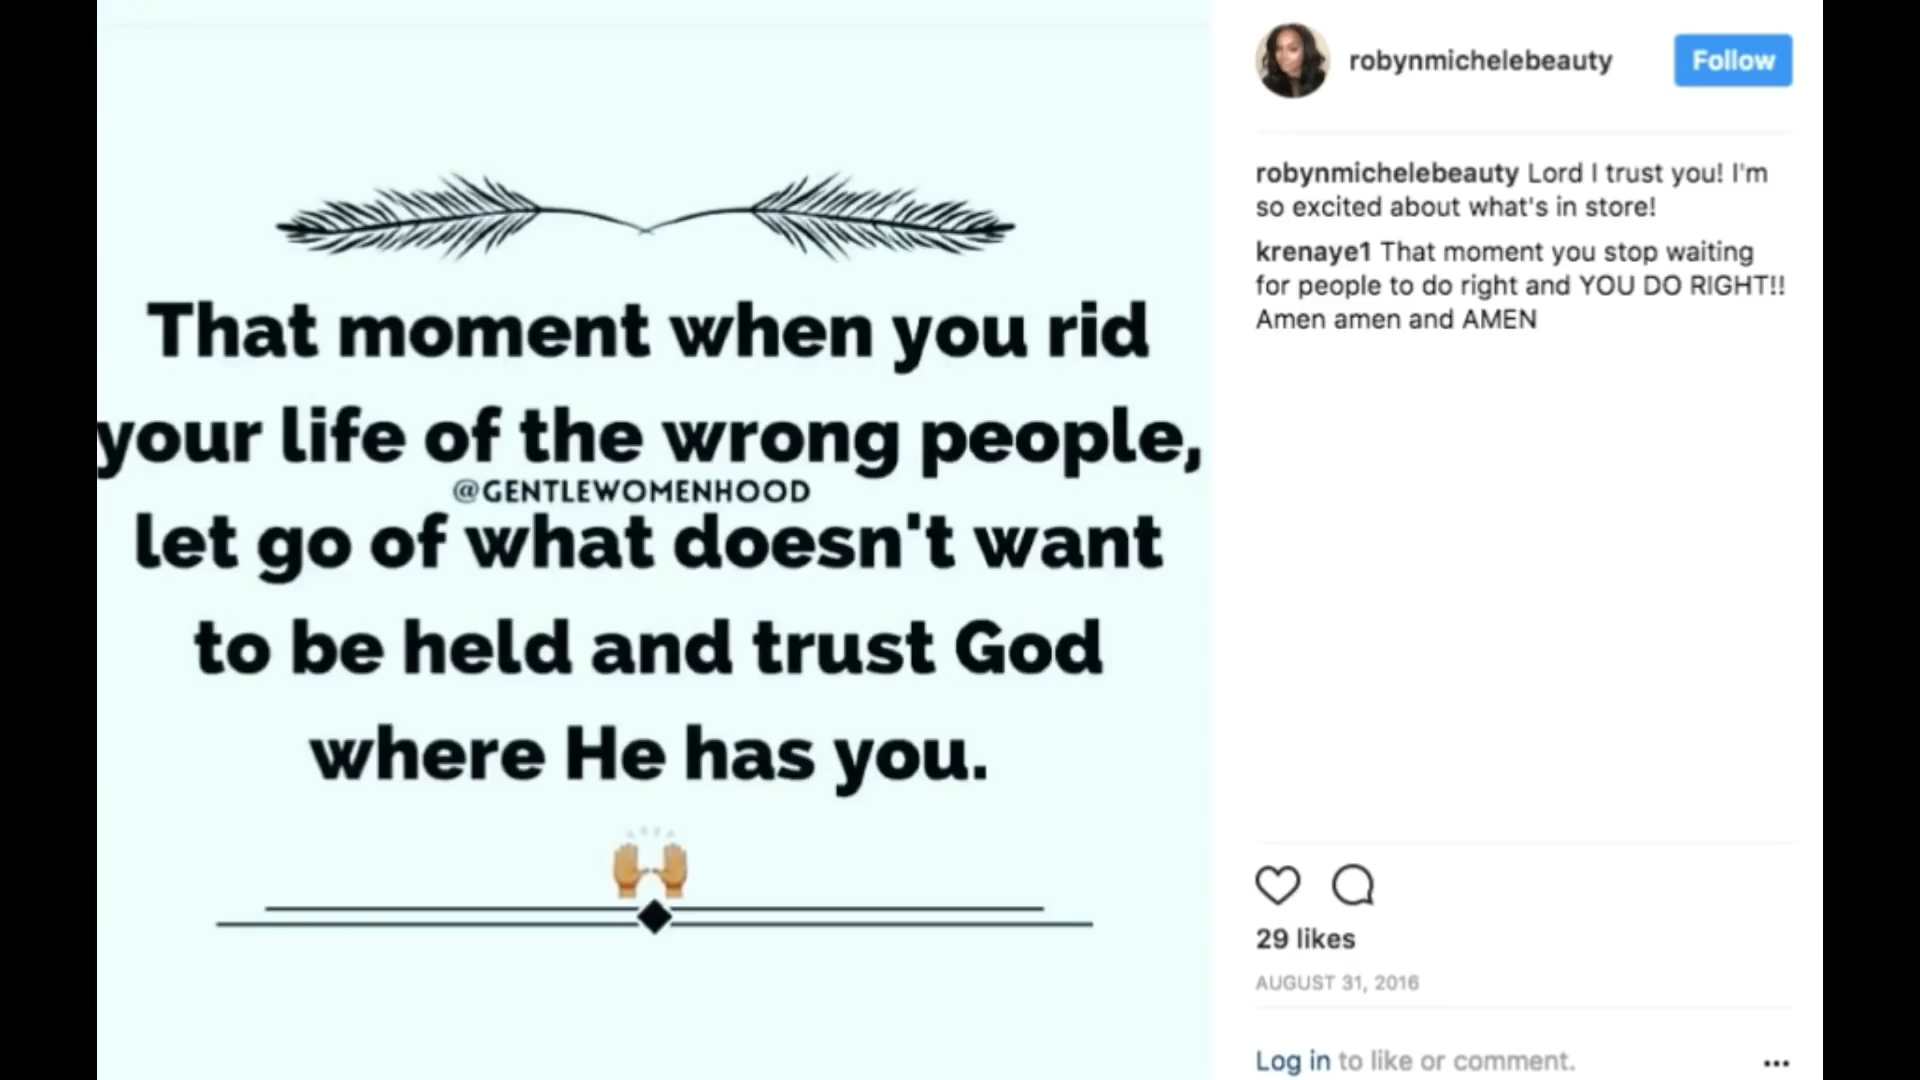 That moment when you rid
your life of the wrong people,
@GENTLEWOMENHOOD
let go of what doesn't want
to be held and trust God
where He has you.
robynmichelebeauty
Follow
robynmichelebeauty Lord I trust you! I'm
so excited about what's in store!
krenaye1 That moment you stop waiting
for people to do right and YOU DO RIGHT!!
Amen amen and AMEN
29 likes
AUGUST 31, 2016
Log in to like or comment.